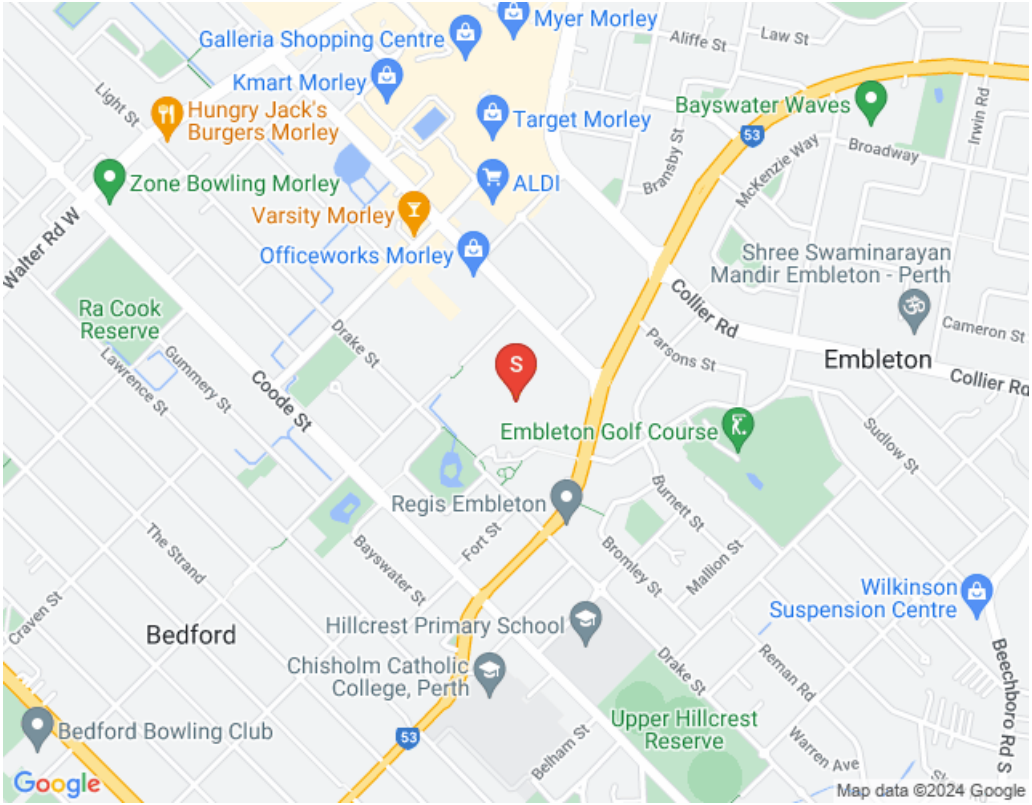 Myer Morley
Galleria Shopping Centre
Aliffe St
Law St
Kmart Morley
Light St
Hungry Jack's
Burgers Morley
Target Morley
Bayswater Waves
Irwin Rd
53
Bransby St
McKenzie Way
Broadway
Zone Bowling Morley
ALDI
Varsity Morley
Walter Rd W
Officeworks Morley
Shree Swaminarayan
Mandir Embleton - Perth
Ra Cook
Reserve
Collier Rd
Cameron St
Drake St
Parsons St
Embleton
Lawrence St
Gummery St
Coode St
S
Collier Rd
Embleton Golf Course
Sudlow St
Regis Embleton
Burnett St
The Strand
Fort St
Bayswater St
Bromley St
Mallion St
Wilkinson
Suspension Centre
Craven St
Bedford
Hillcrest Primary School
Chisholm Catholic
College, Perth
Drake St
Reman Rd
Beechboro Rd S
Upper Hillcrest
Reserve
Bedford Bowling Club
53
Belham St
Warren Ave
Google
Map data ©2024 Google